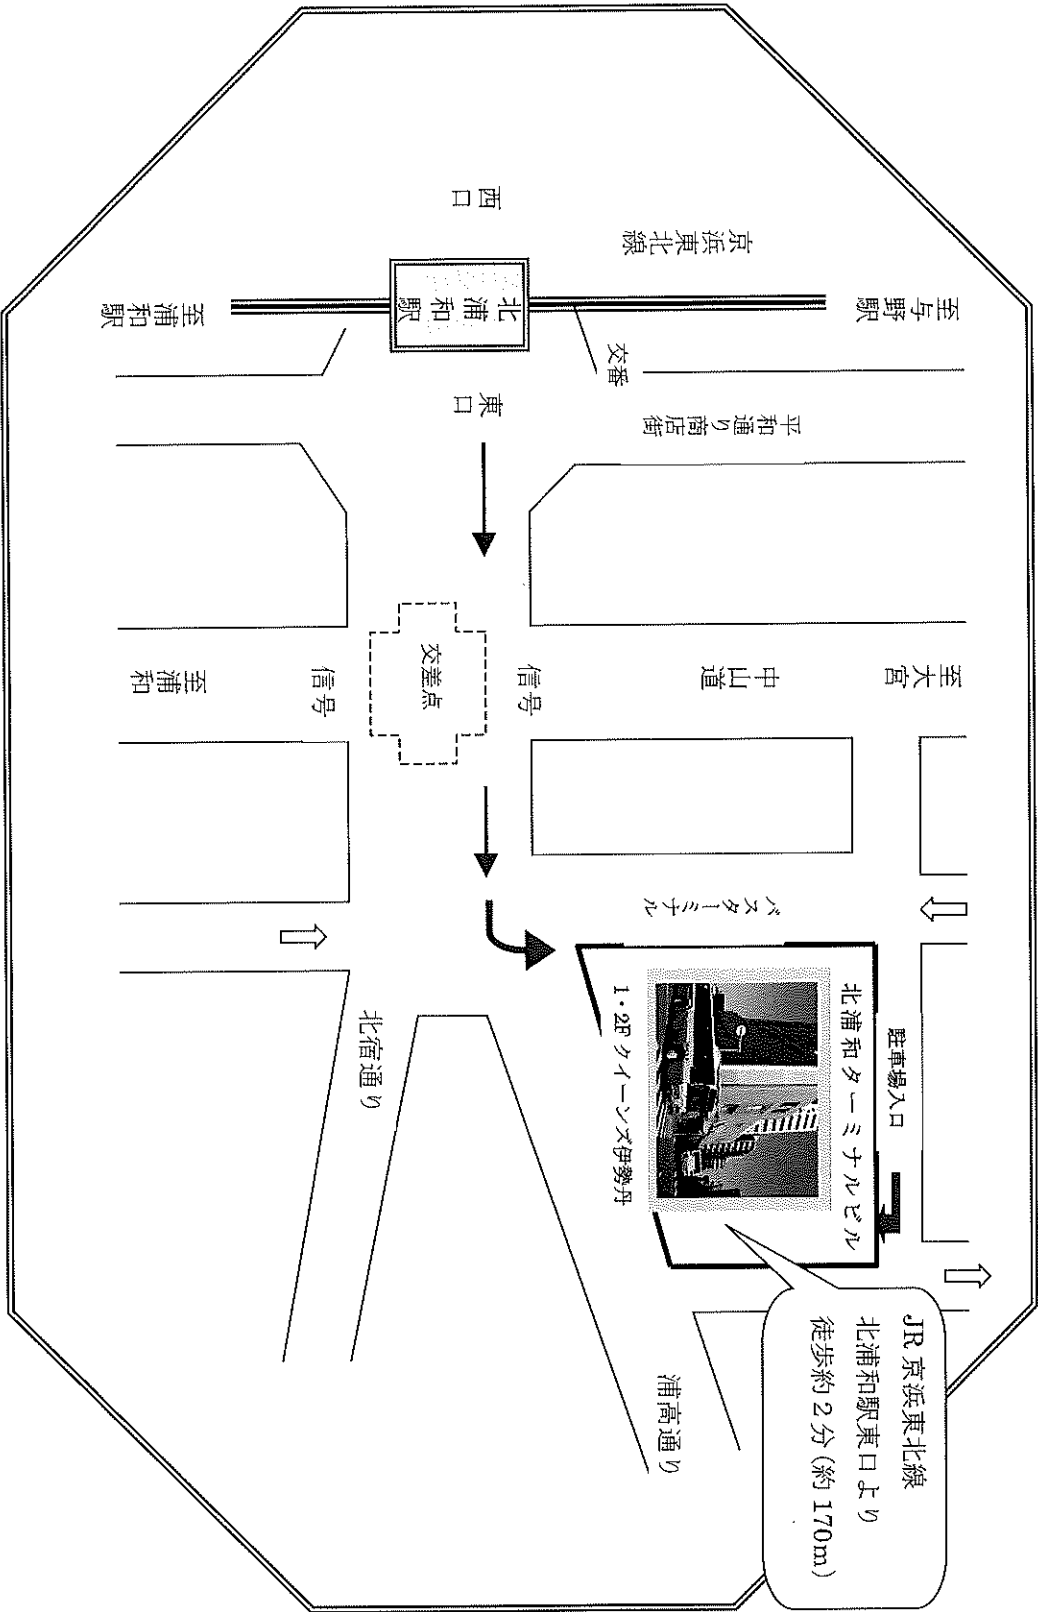 JR 京浜東北線
北浦和駅東口より
徒歩約 2 分 (約 170m)
至与野駅
京浜東北線
西口
北浦和駅
至浦和駅
交番
東口
平和通り商店街
至大宮
中山道
信号
交差点
信号
至浦和
バスターミナル
駐車場入口
北浦和ターミナルビル
1・2F クイーンズ伊勢丹
北宿通り
浦高通り